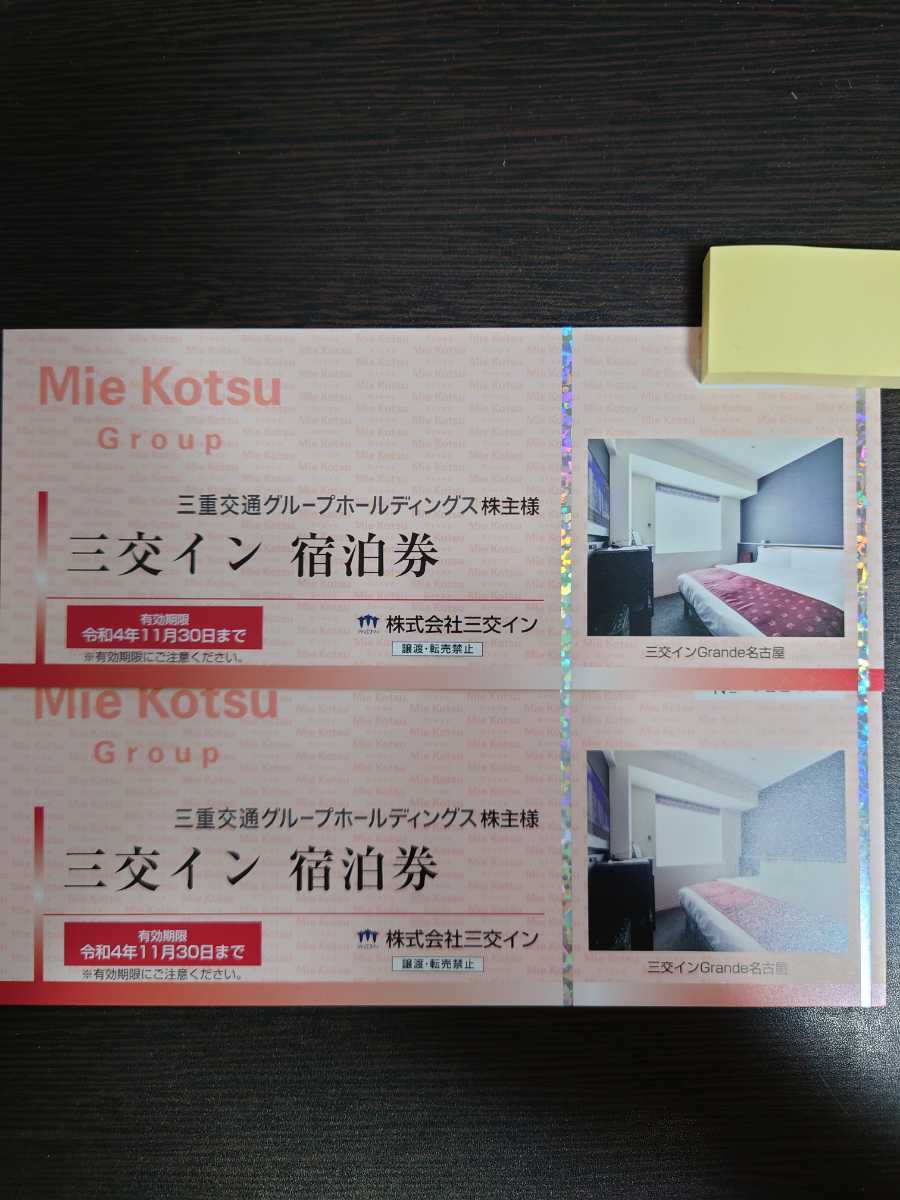 Mie Kotsu
Group
三重交通グループホールディングス 株主様
三交イン 宿泊券
有効期限
令和4年11月30日まで
※有効期限にご注意ください。
株式会社三交イン
譲渡・転売禁止
三交インGrande名古屋
Mie Kotsu
Group
三重交通グループホールディングス 株主様
三交イン 宿泊券
有効期限
令和4年11月30日まで
※有効期限にご注意ください。
株式会社三交イン
譲渡・転売禁止
三交インGrande名古屋